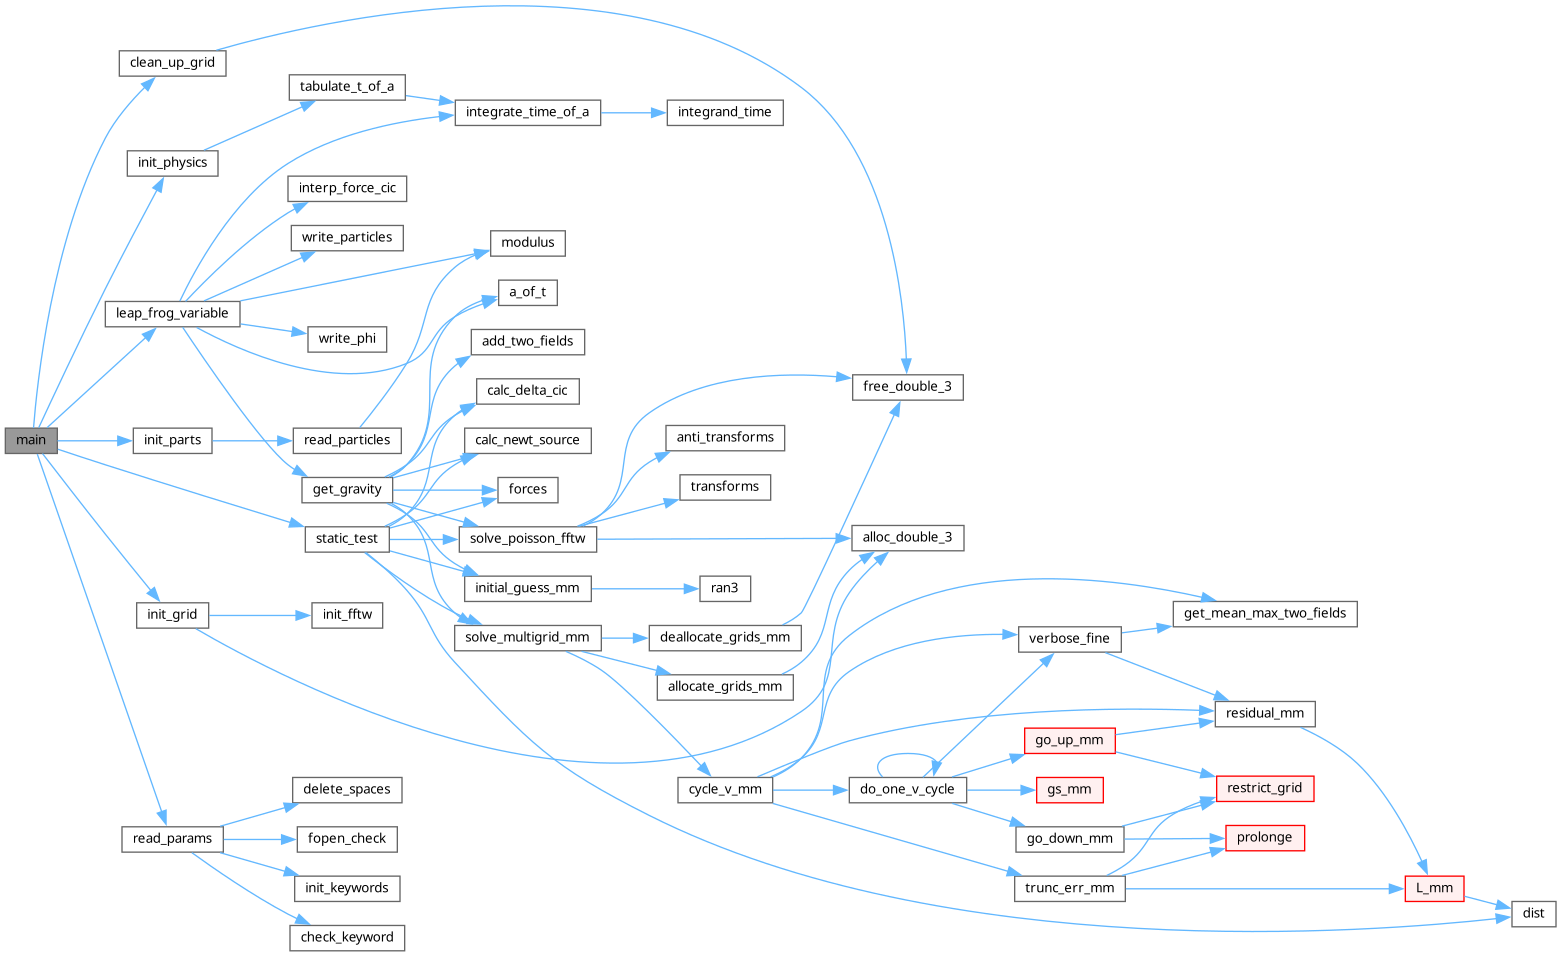 clean_up_grid
tabulate_t_of_a
integrate_time_of_a
integrand_time
init_physics
interp_force_cic
write_particles
modulus
a_of_t
leap_frog_variable
write_phi
add_two_fields
calc_delta_cic
free_double_3
main
init_parts
read_particles
calc_newt_source
anti_transforms
get_gravity
forces
transforms
static_test
solve_poisson_fftw
alloc_double_3
initial_guess_mm
ran3
init_grid
init_fftw
get_mean_max_two_fields
solve_multigrid_mm
deallocate_grids_mm
verbose_fine
allocate_grids_mm
residual_mm
go_up_mm
delete_spaces
cycle_v_mm
do_one_v_cycle
gs_mm
restrict_grid
read_params
fopen_check
go_down_mm
prolonge
init_keywords
trunc_err_mm
L_mm
dist
check_keyword